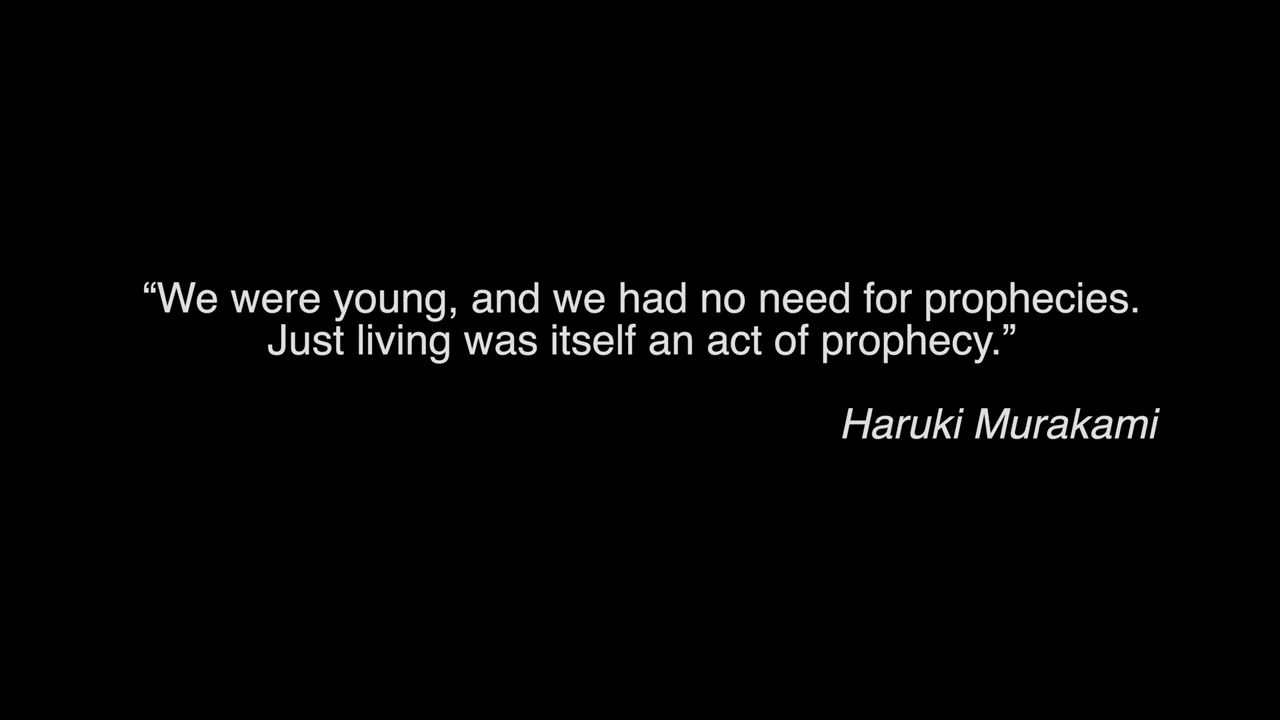 “We were young, and we had no need for prophecies.
Just living was itself an act of prophecy.”
Haruki Murakami